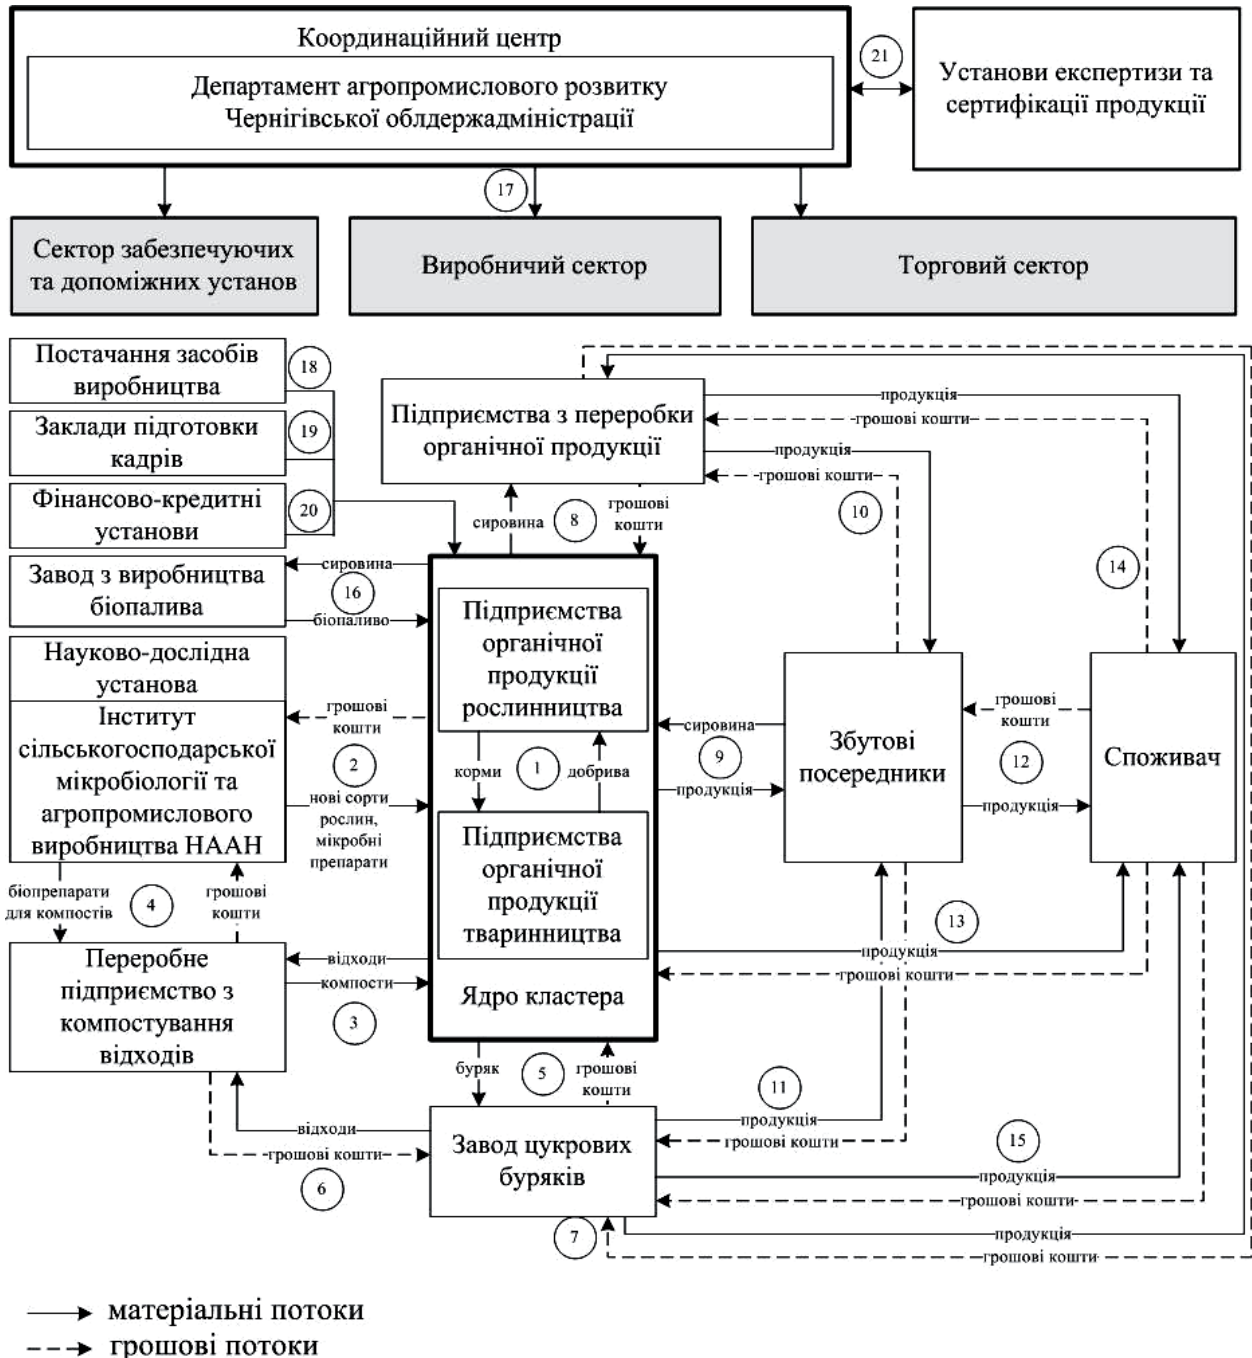 Координаційний центр
Департамент агропромислового розвитку
Чернігівської облдержадміністрації
21
Установи експертизи та
сертифікації продукції
17
Сектор забезпечуючих
та допоміжних установ
Виробничий сектор
Торговий сектор
Постачання засобів
виробництва
18
Заклади підготовки
кадрів
19
Фінансово-кредитні
установи
20
Підприємства з переробки
органічної продукції
продукція
грошові кошти
продукція
грошові кошти
10
14
сировина
8
грошові
кошти
Завод з виробництва
біопалива
сировина
16
біопаливо
Науково-дослідна
установа
Інститут
сільськогосподарської
мікробіології та
агропромислового
виробництва НААН
грошові
кошти
2
нові сорти
рослин,
мікробні
препарати
Підприємства
органічної
продукції
рослинництва
корми
1
добрива
Підприємства
органічної
продукції
тваринництва
Ядро кластера
сировина
9
продукція
Збутові
посередники
грошові
кошти
12
продукція
Споживач
біопрепарати
для компостів
4
грошові
кошти
Переробне
підприємство з
компостування
відходів
відходи
компости
3
13
продукція
грошові кошти
буряк
5
грошові
кошти
11
продукція
грошові кошти
відходи
грошові кошти
6
Завод цукрових
буряків
15
продукція
грошові кошти
7
продукція
грошові кошти
матеріальні потоки
грошові потоки